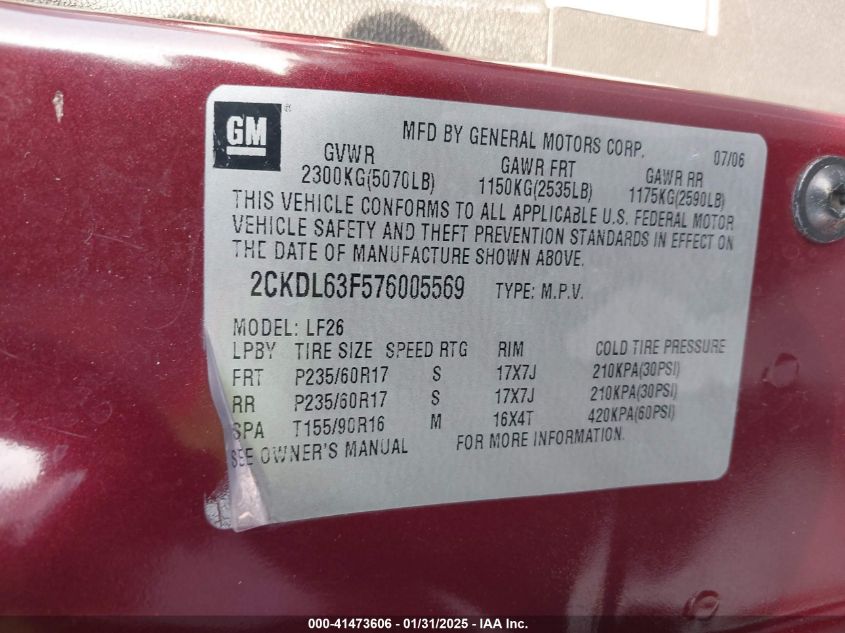 GM®
MFD BY GENERAL MOTORS CORP. 07/06
GVWR GAWR FRT GAWR RR
2300KG(5070LB) 1150KG(2535LB) 1175KG(2590LB)
THIS VEHICLE CONFORMS TO ALL APPLICABLE U.S. FEDERAL MOTOR
VEHICLE SAFETY AND THEFT PREVENTION STANDARDS IN EFFECT ON
THE DATE OF MANUFACTURE SHOWN ABOVE.
2CKDL63F576005569 TYPE: M.P.V.
MODEL: LF26
LPBY TIRE SIZE SPEED RTG RIM COLD TIRE PRESSURE
FRT P235/60R17 S 17X7J 210KPA(30PSI)
RR P235/60R17 S 17X7J 210KPA(30PSI)
SPA T155/90R16 M 16X4T 420KPA(60PSI)
SEE OWNER'S MANUAL FOR MORE INFORMATION.
000-41473606 - 01/31/2025 - IAA Inc.